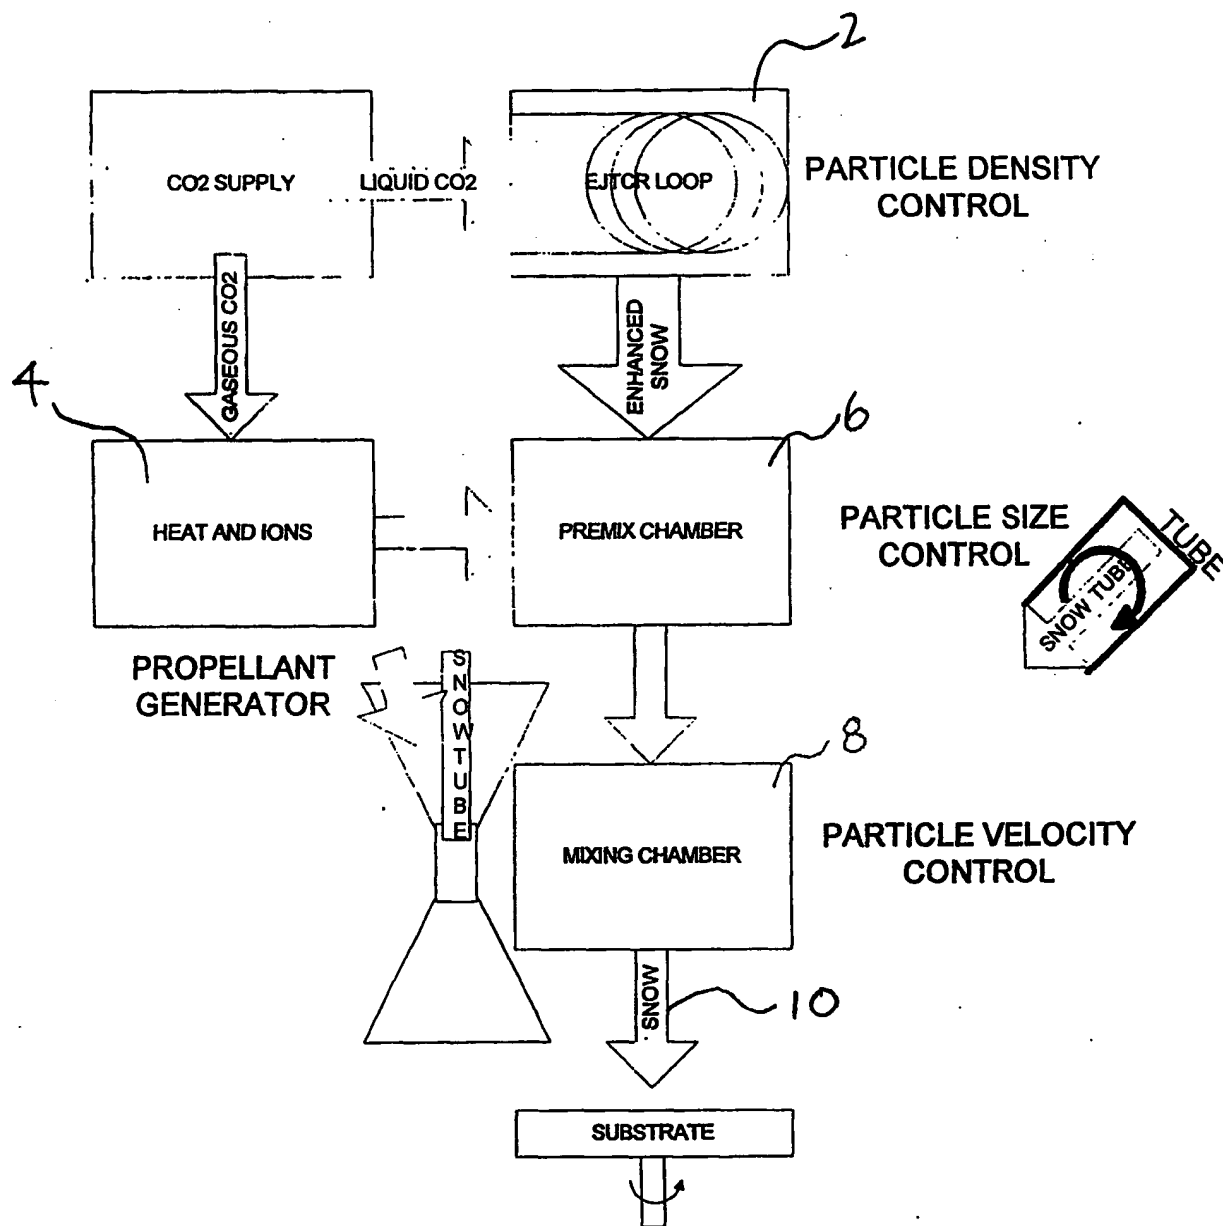 2
CO2 SUPPLY
LIQUID CO2
EJTCR LOOP
PARTICLE DENSITY
CONTROL
GASEOUS CO2
ENHANCED
SNOW
4
6
HEAT AND IONS
PREMIX CHAMBER
PARTICLE SIZE
CONTROL
TUBE
SNOW TUBE
PROPELLANT
GENERATOR
SNOWTUBE
8
MIXING CHAMBER
PARTICLE VELOCITY
CONTROL
SNOW
10
SUBSTRATE